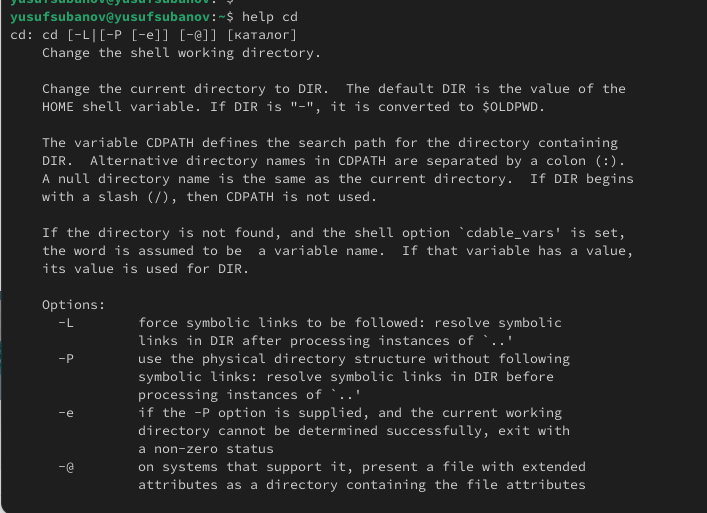 yusufsubanov@yusufsubanov:~$
yusufsubanov@yusufsubanov:~$ help cd
cd: cd [-L|[-P [-e]] [-@]] [каталог]
    Change the shell working directory.

    Change the current directory to DIR.  The default DIR is the value of the
    HOME shell variable. If DIR is "-", it is converted to $OLDPWD.

    The variable CDPATH defines the search path for the directory containing
    DIR.  Alternative directory names in CDPATH are separated by a colon (:).
    A null directory name is the same as the current directory.  If DIR begins
    with a slash (/), then CDPATH is not used.

    If the directory is not found, and the shell option `cdable_vars' is set,
    the word is assumed to be  a variable name.  If that variable has a value,
    its value is used for DIR.

    Options:
      -L        force symbolic links to be followed: resolve symbolic
                links in DIR after processing instances of `..'
      -P        use the physical directory structure without following
                symbolic links: resolve symbolic links in DIR before
                processing instances of `..'
      -e        if the -P option is supplied, and the current working
                directory cannot be determined successfully, exit with
                a non-zero status
      -@        on systems that support it, present a file with extended
                attributes as a directory containing the file attributes